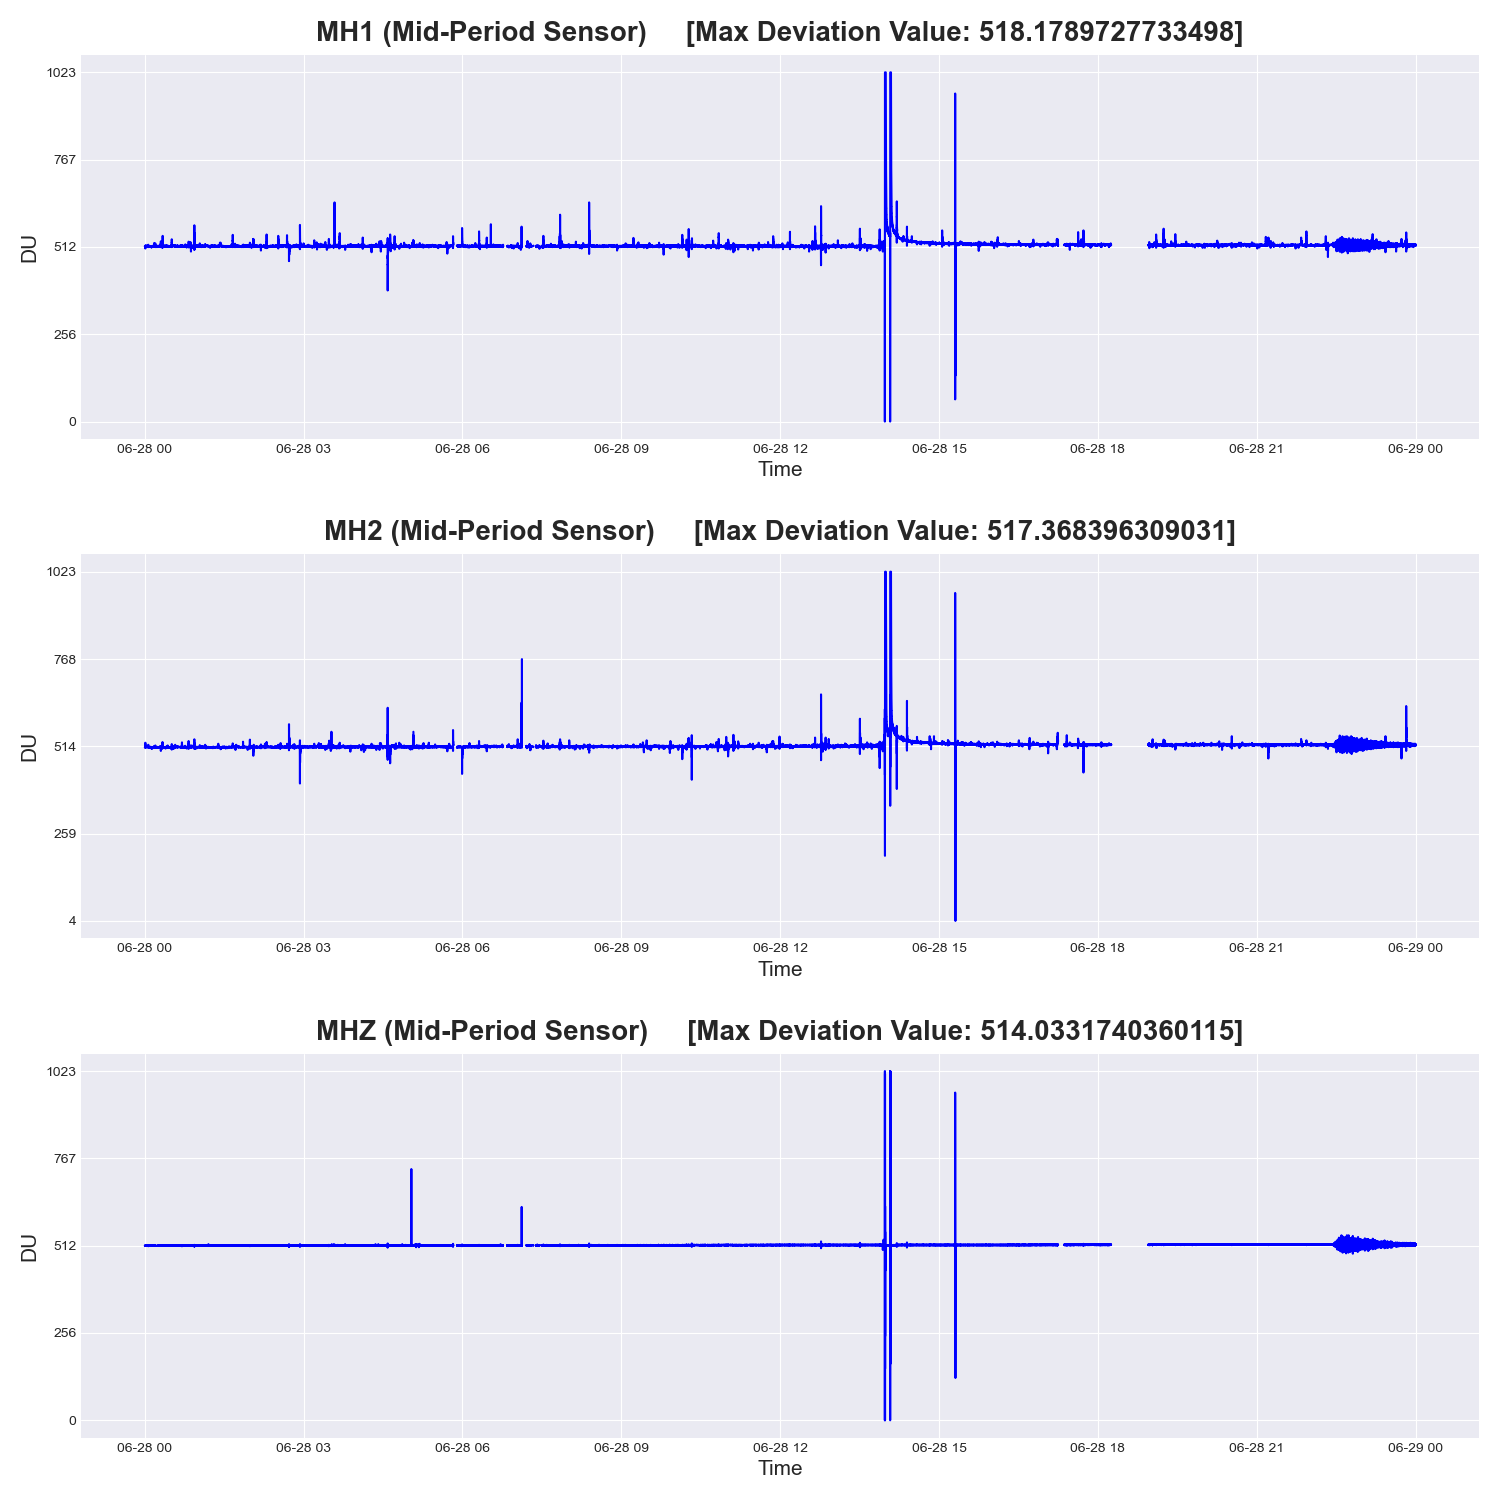 MH1 (Mid-Period Sensor) [Max Deviation Value: 518.1789727733498]
1023
767
512
256
0
DU
06-28 00 06-28 03 06-28 06 06-28 09 06-28 12 06-28 15 06-28 18 06-28 21 06-29 00
Time
MH2 (Mid-Period Sensor) [Max Deviation Value: 517.368396309031]
1023
768
514
259
4
DU
06-28 00 06-28 03 06-28 06 06-28 09 06-28 12 06-28 15 06-28 18 06-28 21 06-29 00
Time
MHZ (Mid-Period Sensor) [Max Deviation Value: 514.0331740360115]
1023
767
512
256
0
DU
06-28 00 06-28 03 06-28 06 06-28 09 06-28 12 06-28 15 06-28 18 06-28 21 06-29 00
Time